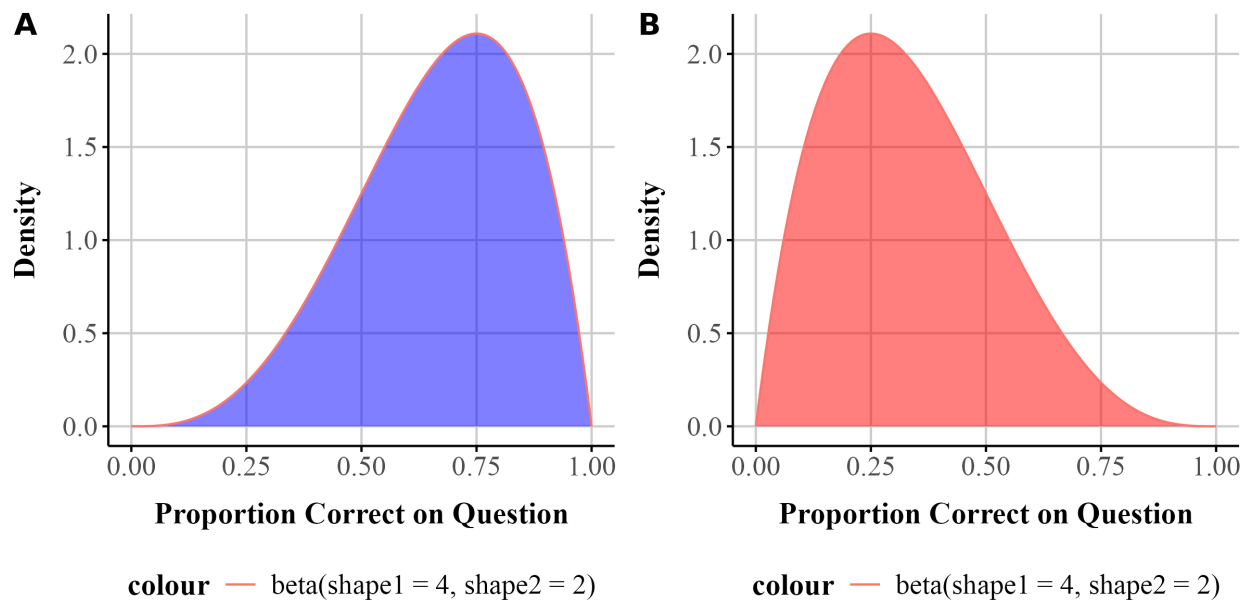 A
2.0
1.5
1.0
0.5
0.0
Density
0.00 0.25 0.50 0.75 1.00
Proportion Correct on Question
colour beta(shape1 = 4, shape2 = 2)
B
2.0
1.5
1.0
0.5
0.0
Density
0.00 0.25 0.50 0.75 1.00
Proportion Correct on Question
colour beta(shape1 = 4, shape2 = 2)